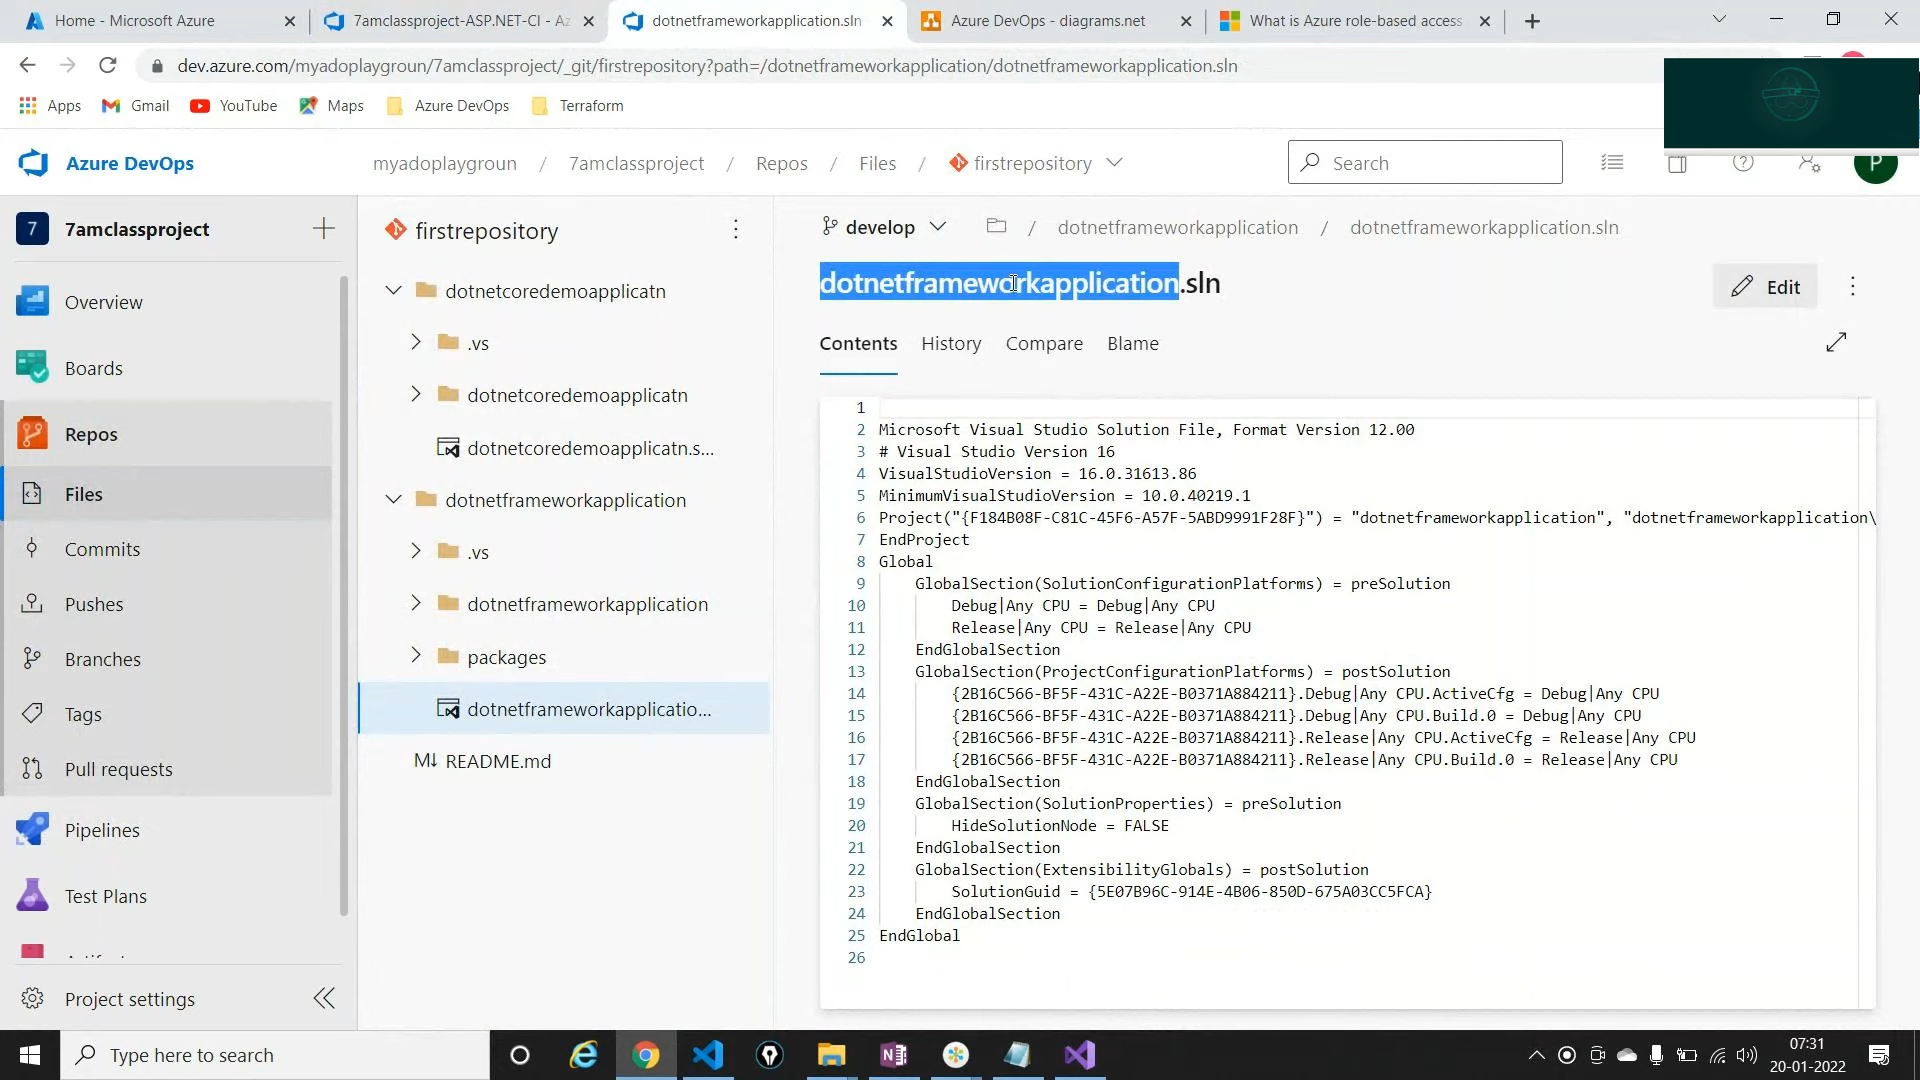 Home - Microsoft Azure
7amclassproject-ASP.NET-CI - Az
dotnetframeworkapplication.sln
Azure DevOps - diagrams.net
What is Azure role-based access
dev.azure.com/myadoplaygroun/7amclassproject/_git/firstrepository?path=/dotnetframeworkapplication/dotnetframeworkapplication.sln
Apps
Gmail
YouTube
Maps
Azure DevOps
Terraform
Azure DevOps
myadoplaygroun / 7amclassproject / Repos / Files / firstrepository
Search
P
7 7amclassproject
Overview
Boards
Repos
Files
Commits
Pushes
Branches
Tags
Pull requests
Pipelines
Test Plans
Project settings
firstrepository
dotnetcoredemoapplicatn
.vs
dotnetcoredemoapplicatn
dotnetcoredemoapplicatn.s...
dotnetframeworkapplication
.vs
dotnetframeworkapplication
packages
dotnetframeworkapplicatio...
M↓ README.md
develop / dotnetframeworkapplication / dotnetframeworkapplication.sln
dotnetframeworkapplication.sln
Edit
Contents History Compare Blame
1
2 Microsoft Visual Studio Solution File, Format Version 12.00
3 # Visual Studio Version 16
4 VisualStudioVersion = 16.0.31613.86
5 MinimumVisualStudioVersion = 10.0.40219.1
6 Project("{F184B08F-C81C-45F6-A57F-5ABD9991F28F}") = "dotnetframeworkapplication", "dotnetframeworkapplication\
7 EndProject
8 Global
9 GlobalSection(SolutionConfigurationPlatforms) = preSolution
10 Debug|Any CPU = Debug|Any CPU
11 Release|Any CPU = Release|Any CPU
12 EndGlobalSection
13 GlobalSection(ProjectConfigurationPlatforms) = postSolution
14 {2B16C566-BF5F-431C-A22E-B0371A884211}.Debug|Any CPU.ActiveCfg = Debug|Any CPU
15 {2B16C566-BF5F-431C-A22E-B0371A884211}.Debug|Any CPU.Build.0 = Debug|Any CPU
16 {2B16C566-BF5F-431C-A22E-B0371A884211}.Release|Any CPU.ActiveCfg = Release|Any CPU
17 {2B16C566-BF5F-431C-A22E-B0371A884211}.Release|Any CPU.Build.0 = Release|Any CPU
18 EndGlobalSection
19 GlobalSection(SolutionProperties) = preSolution
20 HideSolutionNode = FALSE
21 EndGlobalSection
22 GlobalSection(ExtensibilityGlobals) = postSolution
23 SolutionGuid = {5E07B96C-914E-4B06-850D-675A03CC5FCA}
24 EndGlobalSection
25 EndGlobal
26
Type here to search
07:31
20-01-2022